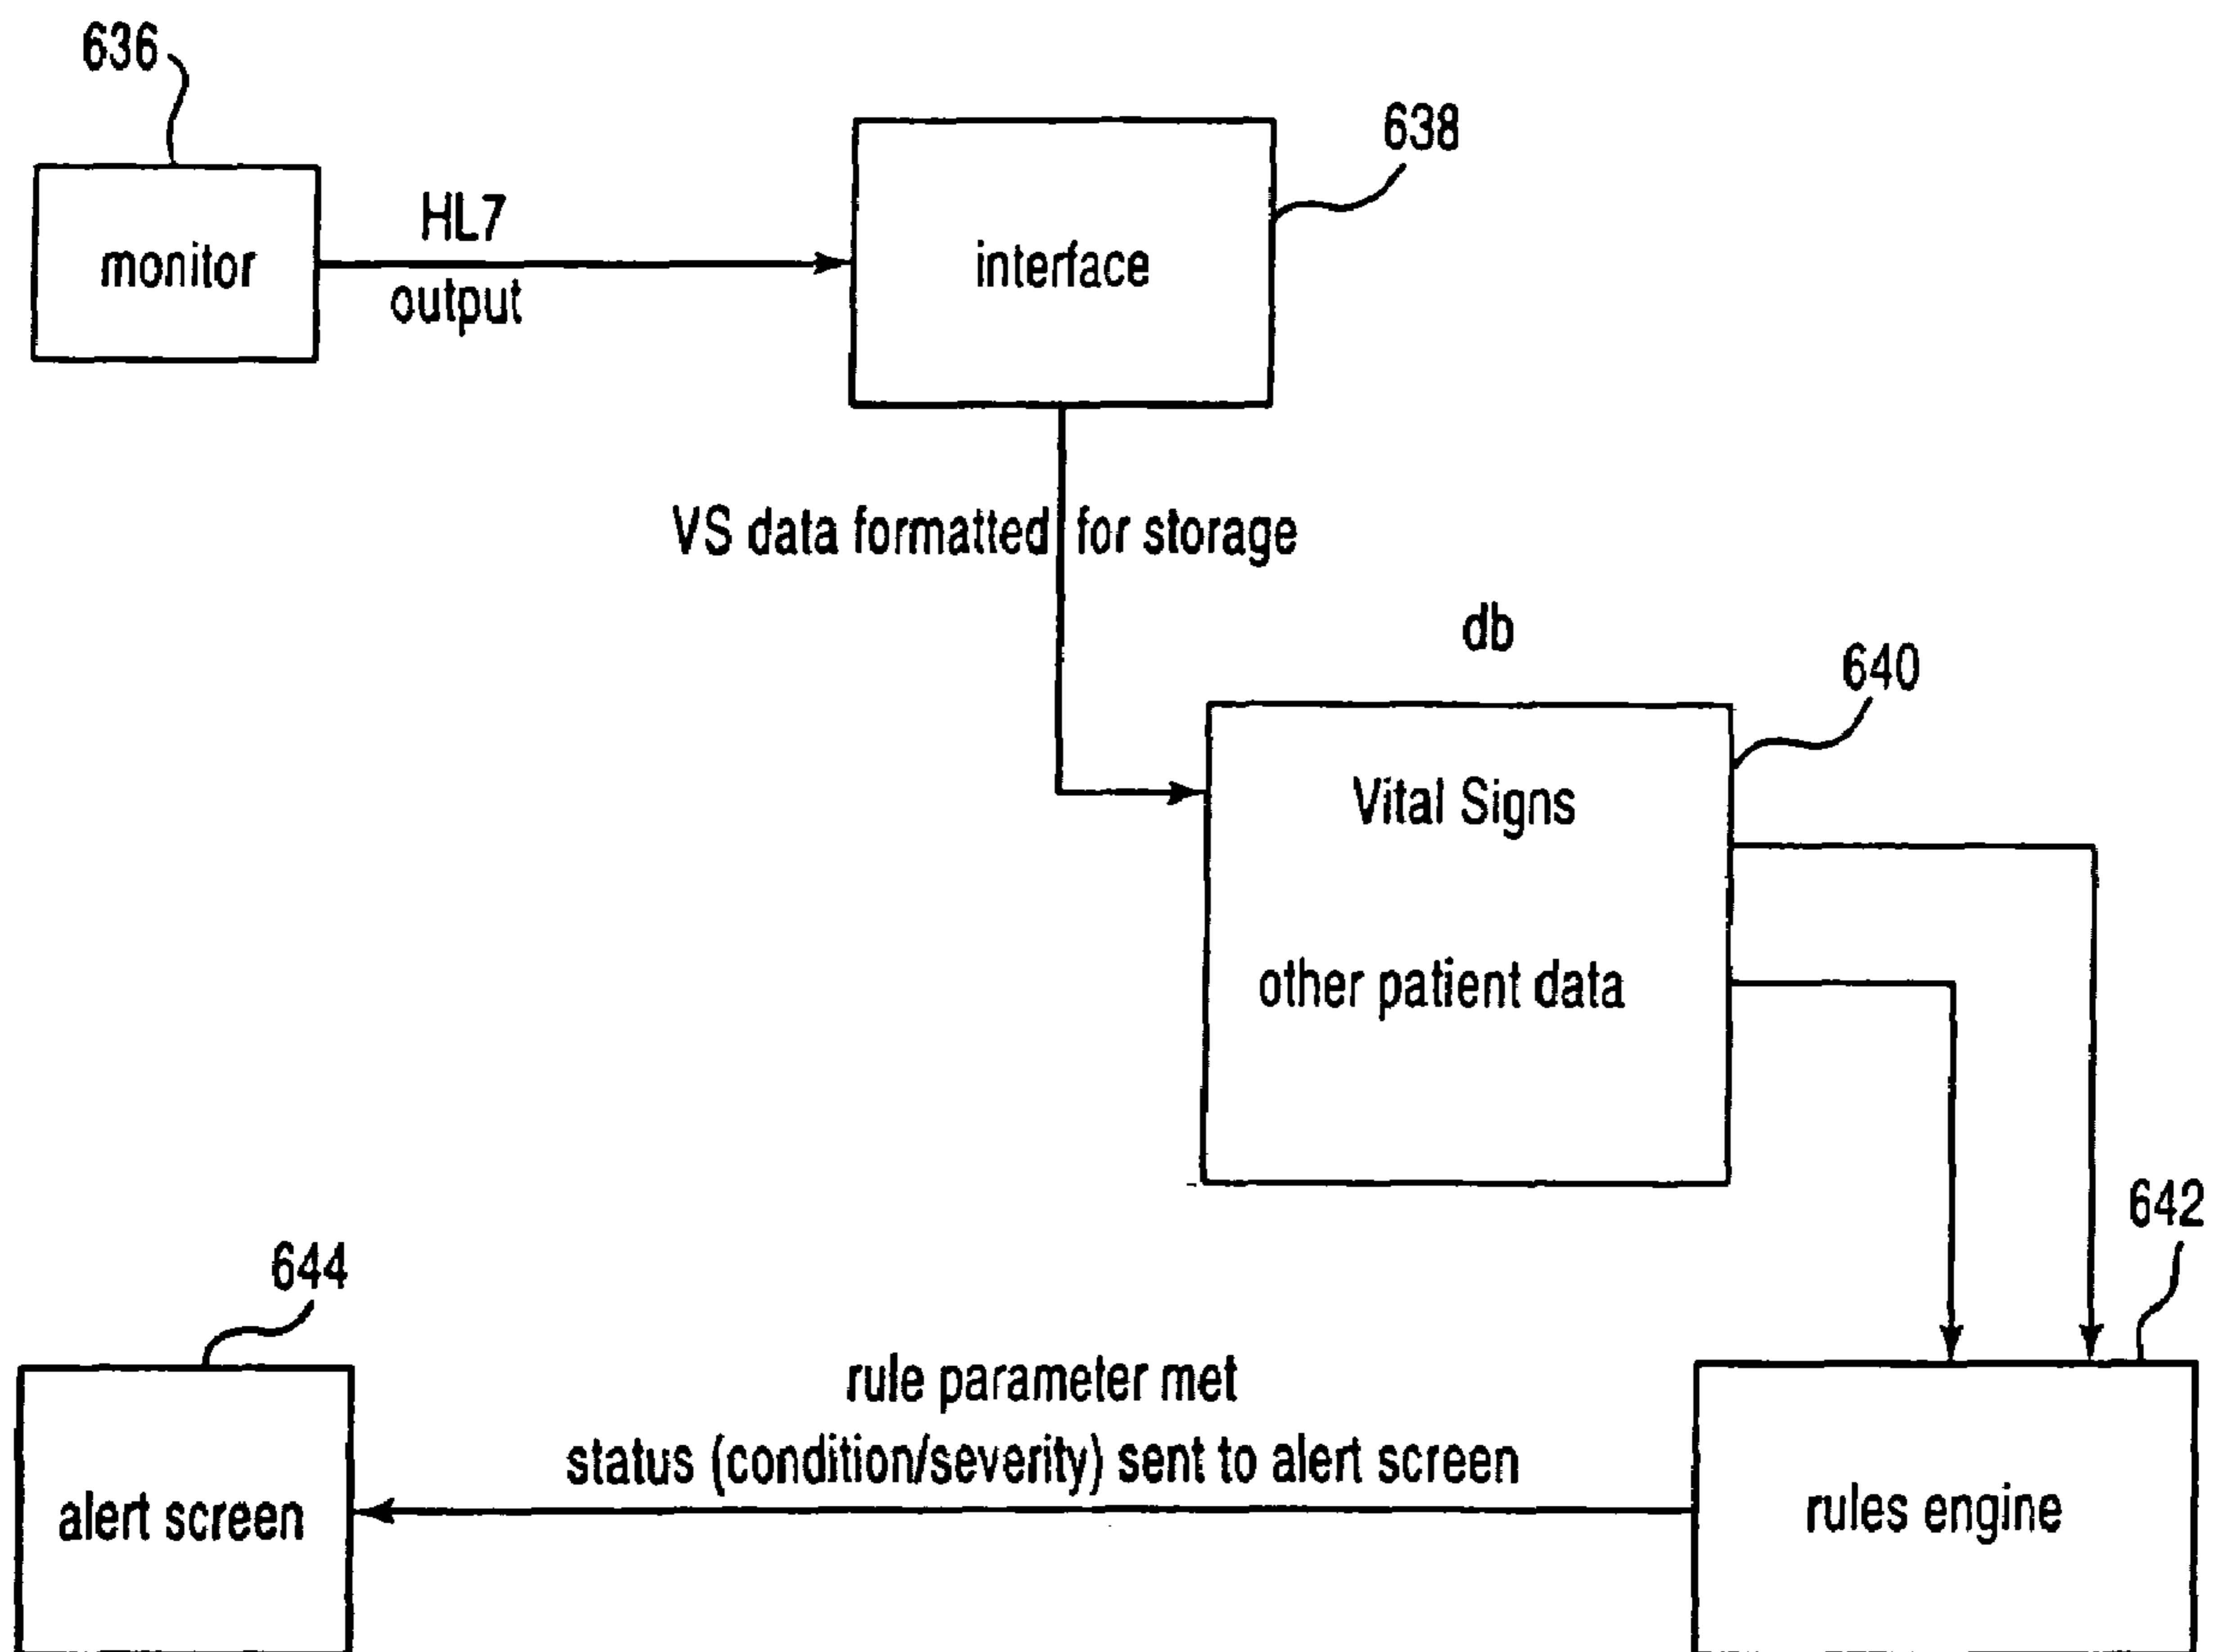 636
638
monitor
HL7
output
interface
VS data formatted for storage
db
640
Vital Signs
other patient data
642
644
rule parameter met
status (condition/severity) sent to alert screen
alert screen
rules engine